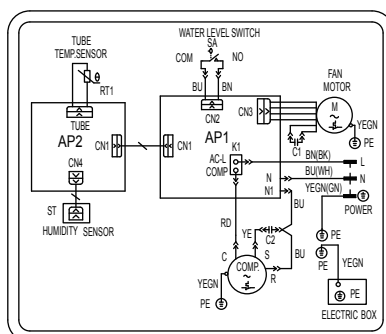 TUBE
TEMP.SENSOR
WATER LEVEL SWITCH
SA
COM NO
BU BN
FAN
MOTOR
θ
RT1
M
~
TUBE
AP2
CN2
CN3
AP1
CN1
CN1
C1
YEGN
PE
CN4
K1
AC-L
COMP
BN(BK) L
N BU(WH) N
N1 YEGN(GN)
BU
POWER
ST
HUMIDITY SENSOR
RD
YE
C2
PE
PE
YEGN
C S
COMP.
~
R
BU
YEGN
PE
PE
ELECTRIC BOX